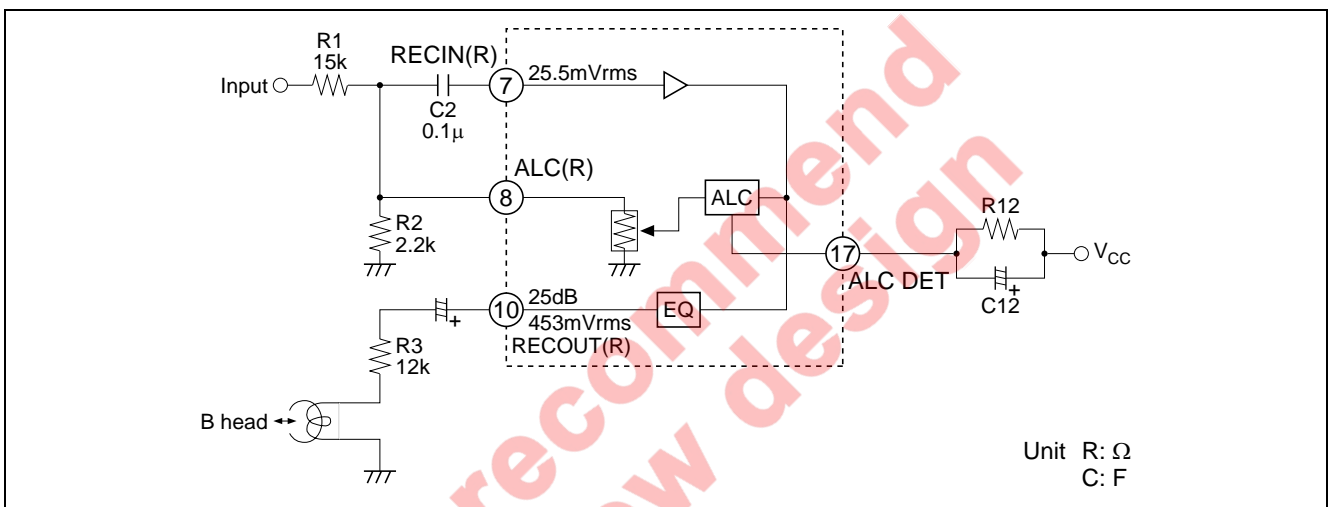 R1
15k
RECIN(R)
Input
7
25.5mVrms
C2
0.1µ
ALC(R)
8
ALC
R2
2.2k
R12
17
VCC
ALC DET
C12
+
10
25dB
EQ
+
453mVrms
RECOUT(R)
R3
12k
B head
Unit R: Ω
C: F
recommend
new design